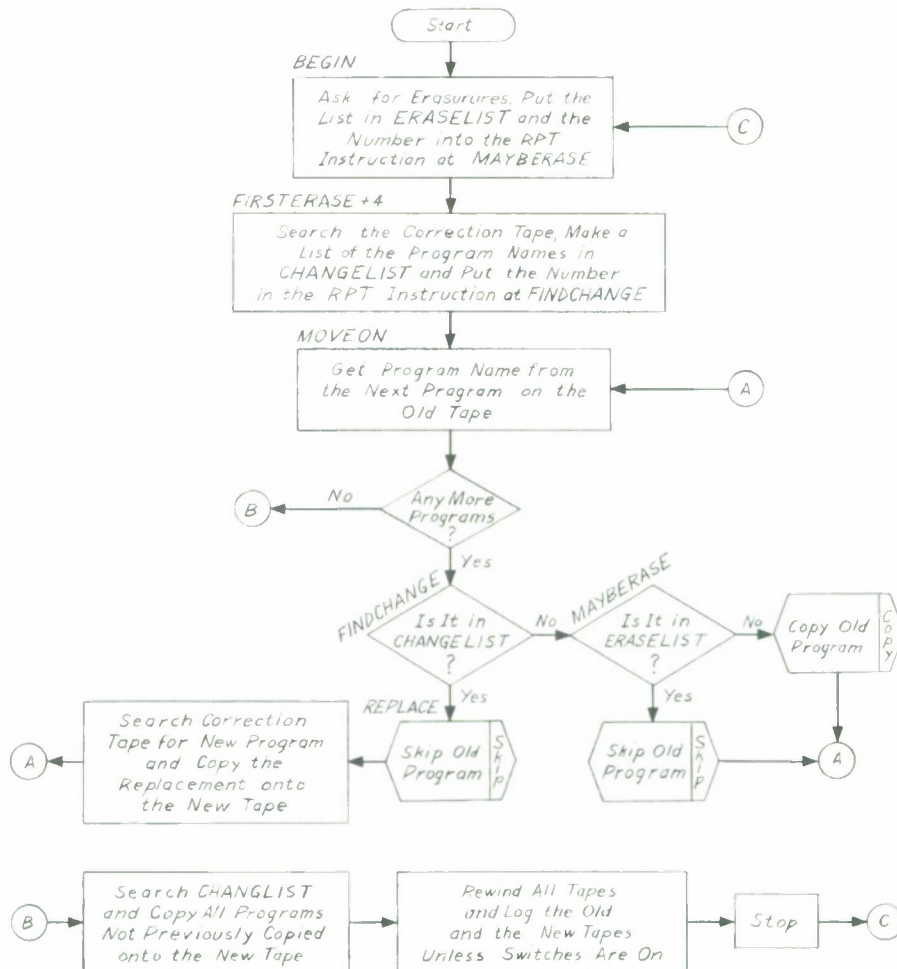 Start
BEGIN
Ask for Erasurures. Put the
List in ERASELIST and the
Number into the RPT
Instruction at MAYBERASE
C
FIRSTERASE +4
Search the Correction Tape, Make a
List of the Program Names in
CHANGELIST and Put the Number
in the RPT Instruction at FINDCHANGE
MOVEON
Get Program Name from
the Next Program on the
Old Tape
A
Any More
Programs
?
No
B
Yes
FINDCHANGE
Is It in
CHANGELIST
?
No
MAYBERASE
Is It in
ERASELIST
?
No
Copy Old
Program
Copy
Yes
REPLACE
Skip Old
Program
Skip
Yes
Skip Old
Program
Skip
A
Search Correction
Tape for New Program
and Copy the
Replacement onto
the New Tape
A
B
Search CHANGLIST
and Copy All Programs
Not Previously Copied
onto the New Tape
Rewind All Tapes
and Log the Old
and the New Tapes
Unless Switches Are On
Stop
C